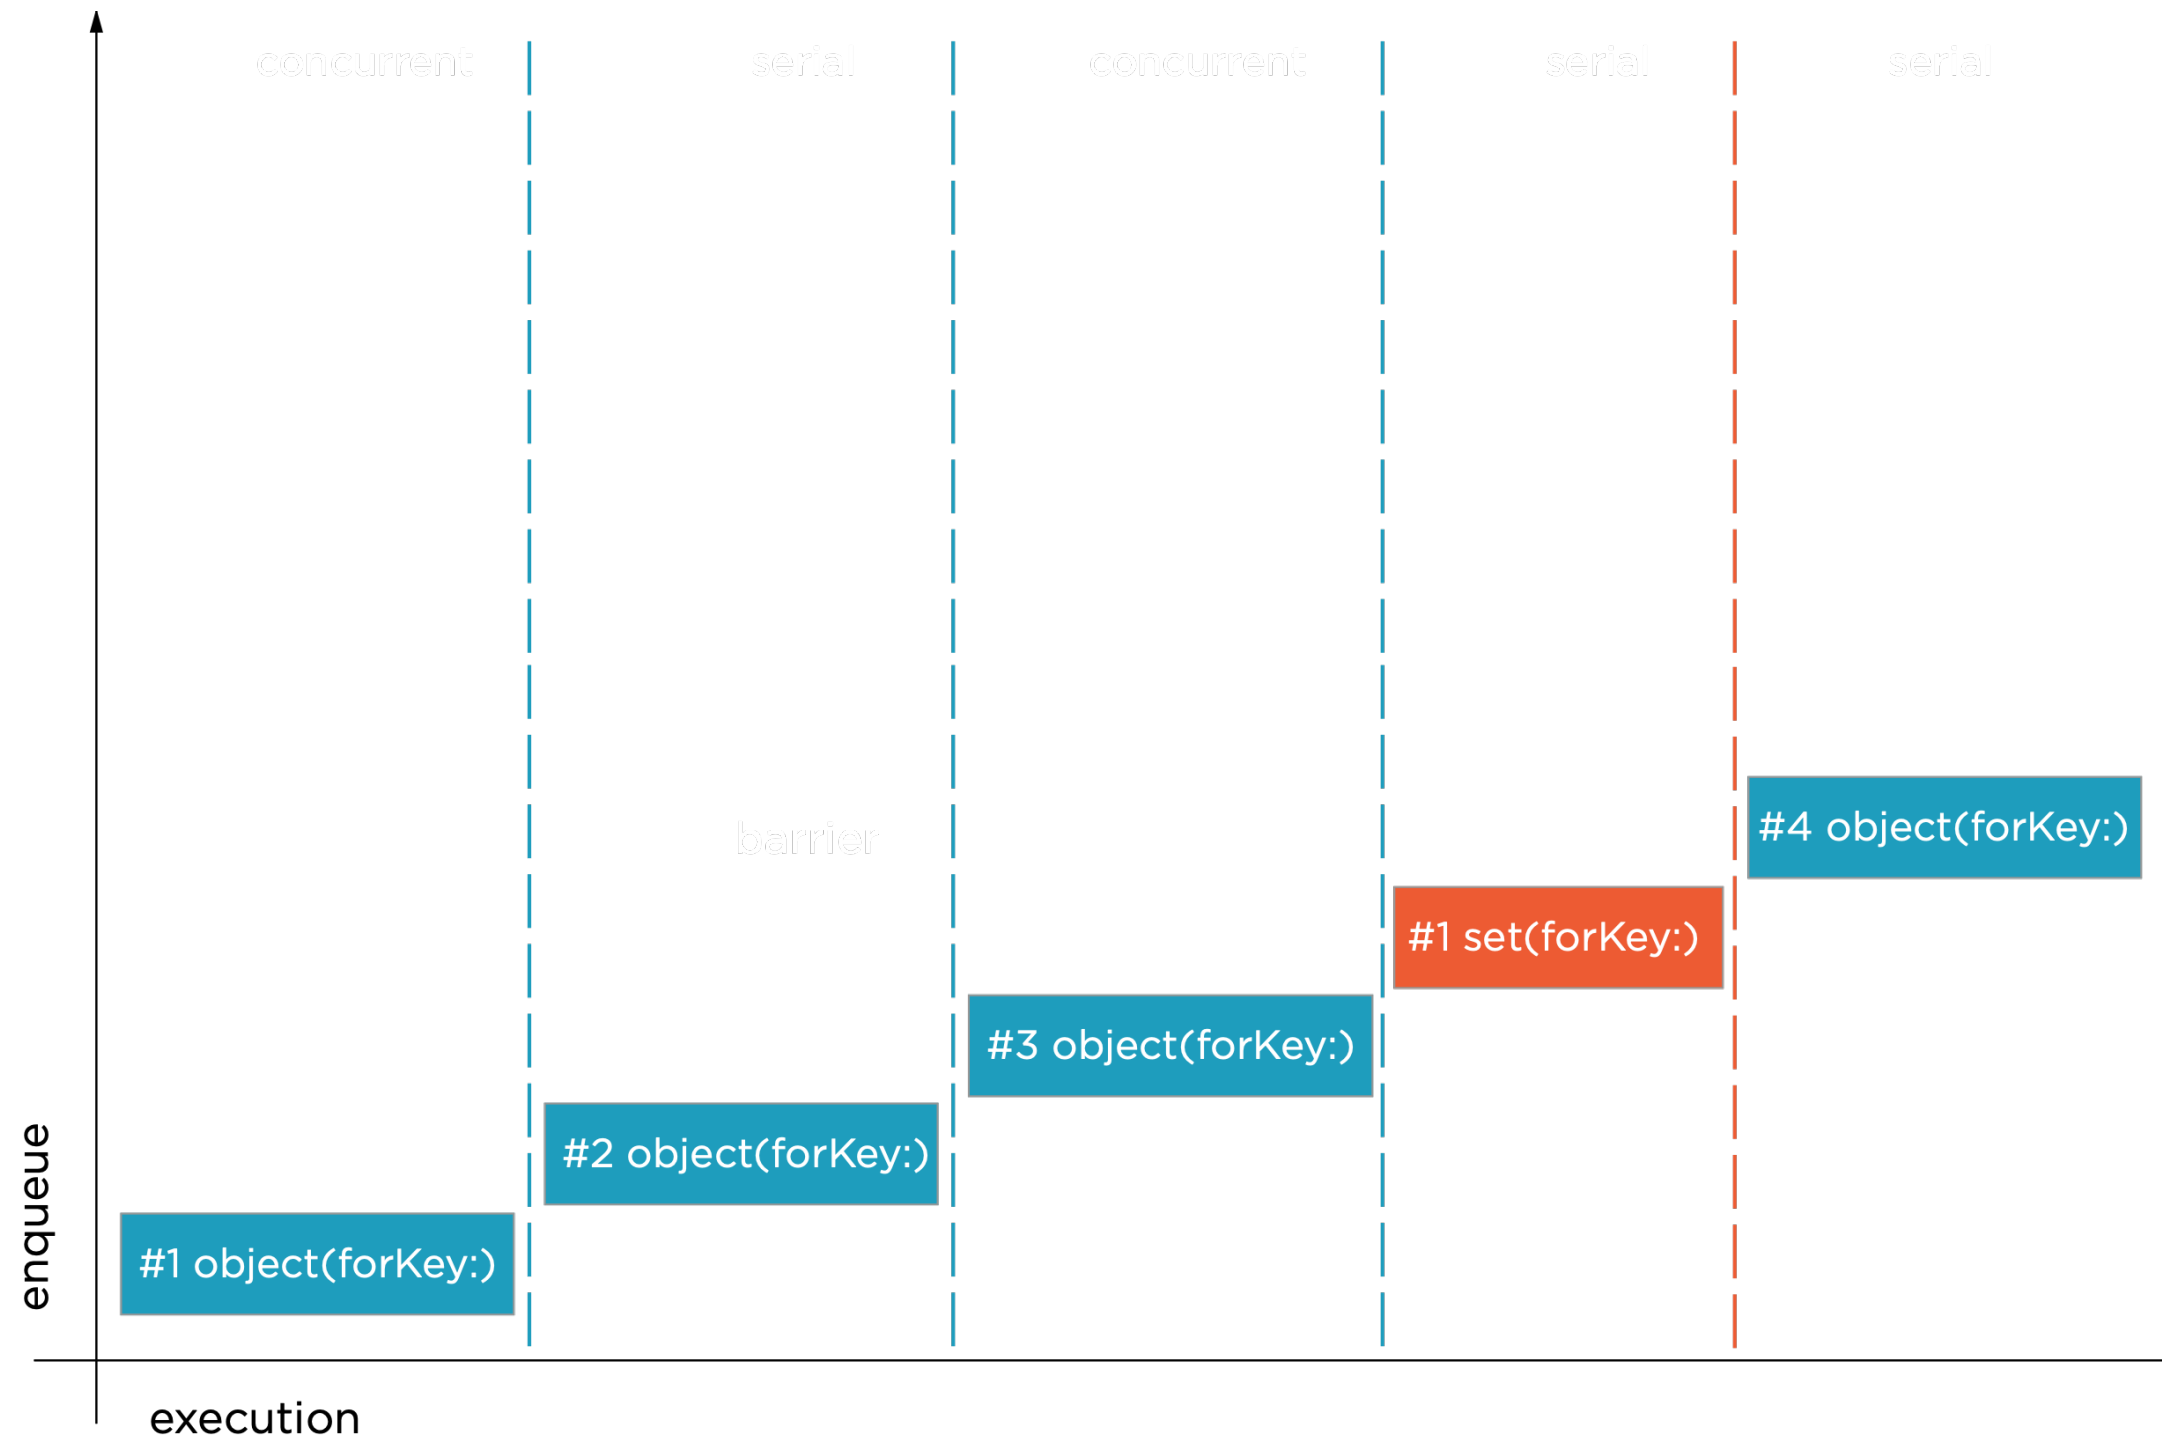 concurrent serial concurrent serial serial
#4 object(forKey:)
barrier
#1 set(forKey:)
#3 object(forKey:)
#2 object(forKey:)
#1 object(forKey:)
enqueue
execution